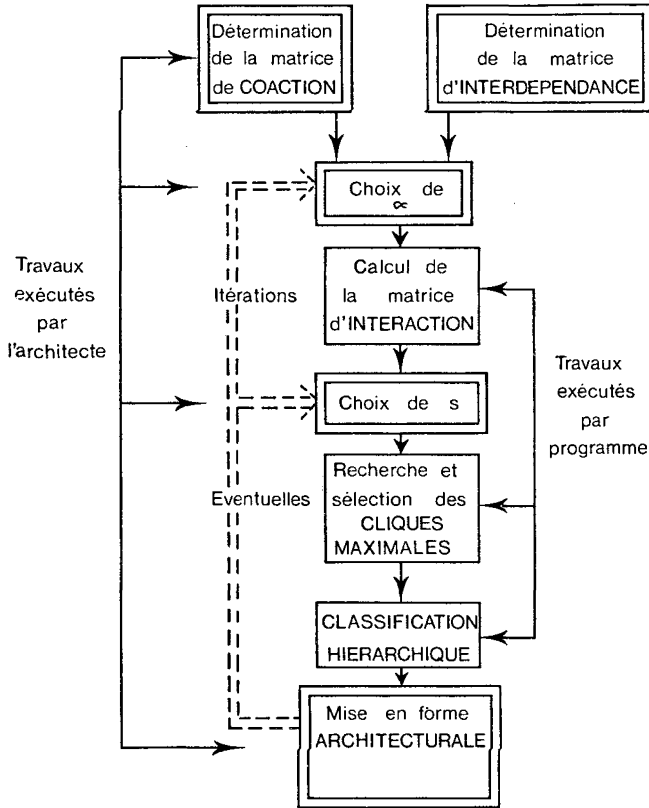 Détermination
de la matrice
de COACTION
Détermination
de la matrice
d'INTERDEPENDANCE
Choix de
∝
Calcul de
la matrice
d'INTERACTION
Travaux
exécutés
par
l'architecte
Itérations
Choix de s
Travaux
exécutés
par
programme
Recherche et
sélection des
CLIQUES
MAXIMALES
Eventuelles
CLASSIFICATION
HIERARCHIQUE
Mise en forme
ARCHITECTURALE